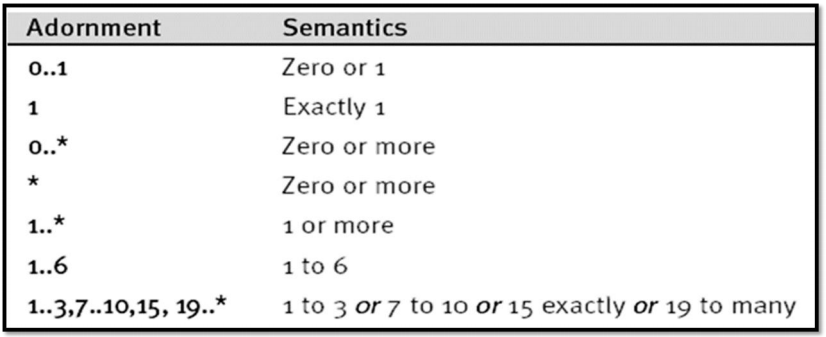 Adornment Semantics
0..1 Zero or 1
1 Exactly 1
0..* Zero or more
* Zero or more
1..* 1 or more
1..6 1 to 6
1..3,7..10,15, 19..* 1 to 3 or 7 to 10 or 15 exactly or 19 to many